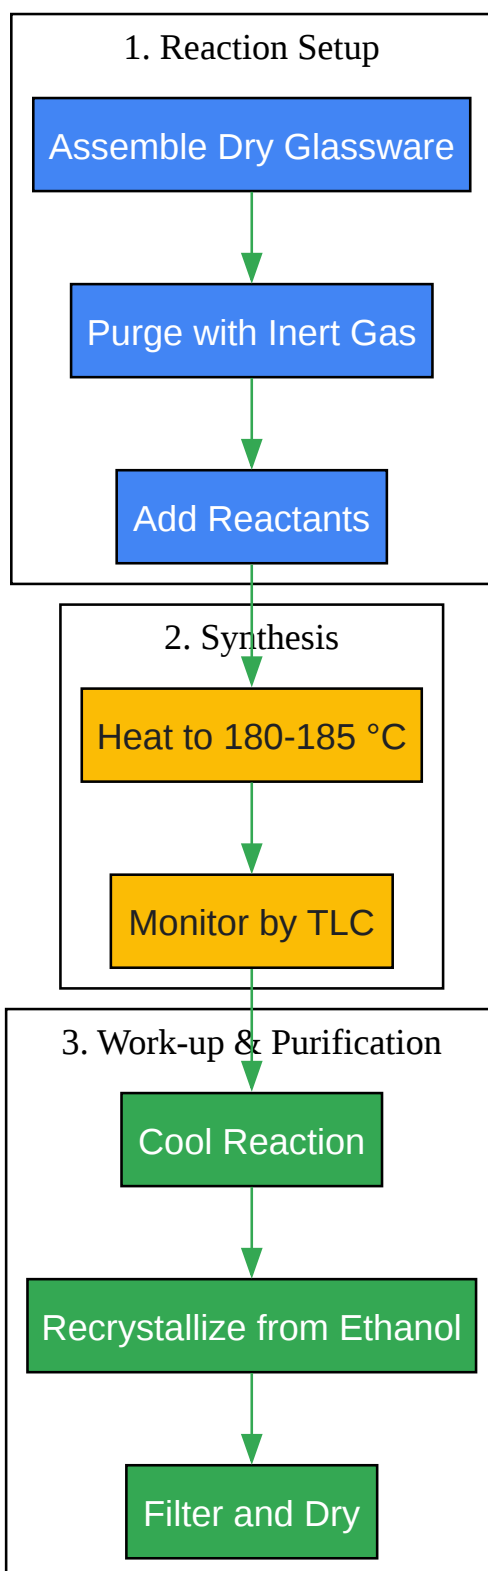 1. Reaction Setup
Assemble Dry Glassware
Purge with Inert Gas
Add Reactants
2. Synthesis
Heat to 180-185 °C
Monitor by TLC
3. Work-up & Purification
Cool Reaction
Recrystallize from Ethanol
Filter and Dry